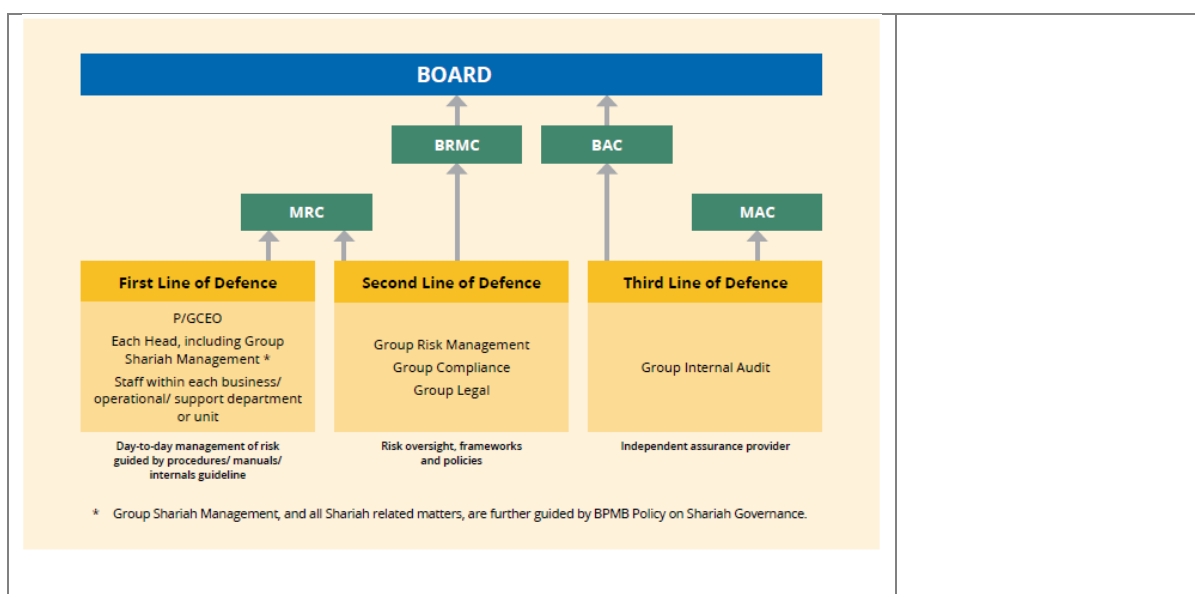 BOARD
BRMC
BAC
MRC
MAC
First Line of Defence
P/GCEO
Each Head, including Group
Shariah Management *
Staff within each business/
operational/ support department
or unit
Day-to-day management of risk
guided by procedures/ manuals/
internals guideline
Second Line of Defence
Group Risk Management
Group Compliance
Group Legal
Risk oversight, frameworks
and policies
Third Line of Defence
Group Internal Audit
Independent assurance provider
* Group Shariah Management, and all Shariah related matters, are further guided by BPMB Policy on Shariah Governance.